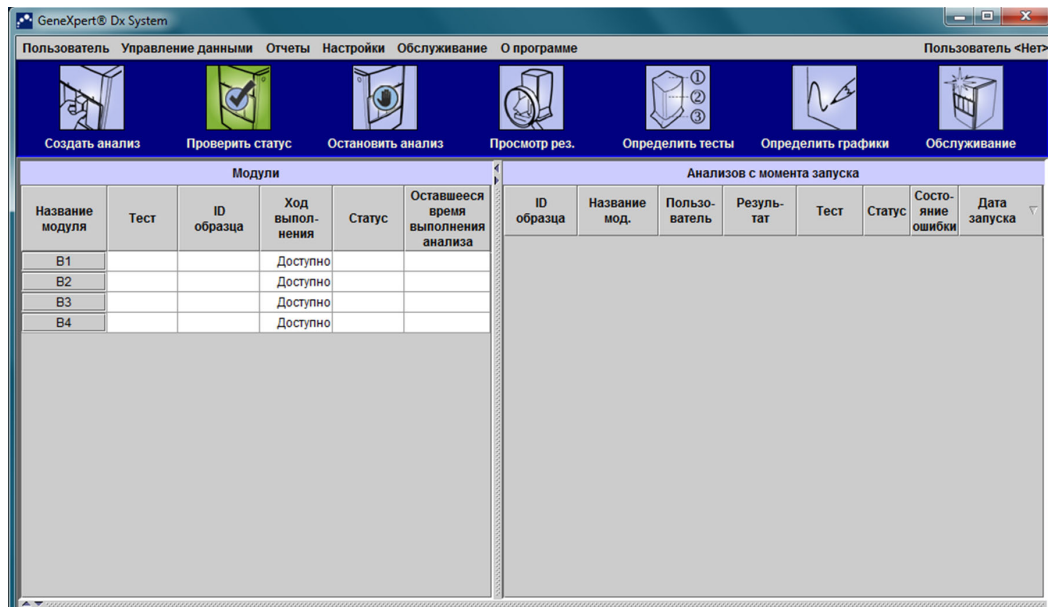 GeneXpert® Dx System
Пользователь Управление данными Отчеты Настройки Обслуживание О программе Пользователь <Нет>
①
②
③
Создать анализ Проверить статус Остановить анализ Просмотр рез. Определить тесты Определить графики Обслуживание
Модули
Анализов с момента запуска
Название
модуля
Тест
ID
образца
Ход
выпол-
нения
Статус
Оставшееся
время
выполнения
анализа
ID
образца
Название
мод.
Пользо-
ватель
Резуль-
тат
Тест
Статус
Состо-
яние
ошибки
Дата
запуска
B1 Доступно
B2 Доступно
B3 Доступно
B4 Доступно